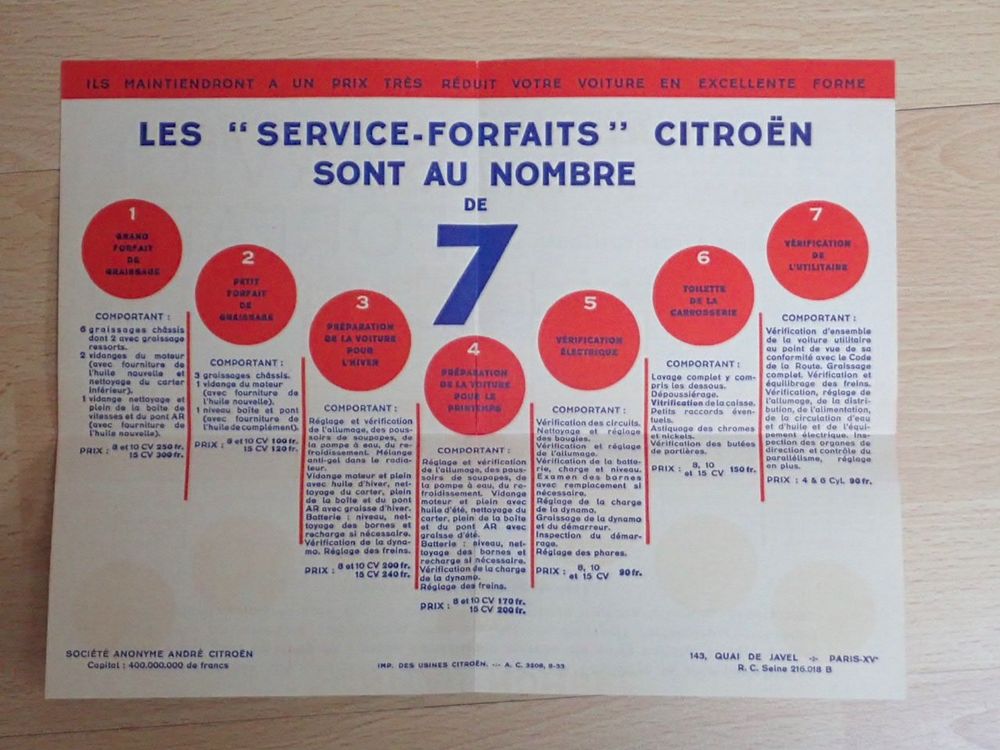 ILS MAINTIENDRONT A UN PRIX TRÈS RÉDUIT VOTRE VOITURE EN EXCELLENTE FORME
LES “SERVICE-FORFAITS” CITROËN
SONT AU NOMBRE
DE
7
1
GRAND
FORFAIT
DE
GRAISSAGE
COMPORTANT :
6 graissages châssis
dont 2 avec graissage
ressorts.
2 vidanges du moteur
(avec fourniture de
l'huile nouvelle et
nettoyage du carter
inférieur).
1 vidange nettoyage et
plein de la boîte de
vitesses et du pont AR
(avec fourniture de
l'huile nouvelle).
PRIX : 8 et 10 CV 250 fr.
15 CV 300 fr.
2
PETIT
FORFAIT
DE
GRAISSAGE
COMPORTANT :
3 graissages châssis.
1 vidange du moteur
(avec fourniture de
l'huile nouvelle).
1 niveau boîte et pont
(avec fourniture de
l'huile de complément).
PRIX : 8 et 10 CV 100 fr.
15 CV 120 fr.
3
PRÉPARATION
DE LA VOITURE
POUR
L'HIVER
COMPORTANT :
Réglage et vérification
de l'allumage, des pous-
soirs de soupapes, de
la pompe à eau, du re-
froidissement. Mélange
anti-gel dans le radia-
teur.
Vidange moteur et plein
avec huile d'hiver, net-
toyage du carter, plein
de la boîte et du pont
AR avec graisse d'hiver.
Batterie : niveau, net-
toyage des bornes et
recharge si nécessaire.
Vérification de la dyna-
mo. Réglage des freins.
PRIX : 8 et 10 CV 200 fr.
15 CV 240 fr.
4
PRÉPARATION
DE LA VOITURE
POUR LE
PRINTEMPS
COMPORTANT :
Réglage et vérification
de l'allumage, des pous-
soirs de soupapes, de
la pompe à eau, du re-
froidissement. Vidange
moteur et plein avec
huile d'été, nettoyage du
carter, plein de la boîte
et du pont AR avec
graisse d'été.
Batterie : niveau, net-
toyage des bornes et
recharge si nécessaire.
Vérification de la charge
de la dynamo.
Réglage des freins.
PRIX : 8 et 10 CV 170 fr.
15 CV 200 fr.
5
VÉRIFICATION
ÉLECTRIQUE
COMPORTANT :
Vérification des circuits.
Nettoyage et réglage
des bougies.
Vérification et réglage
de l'allumage.
Vérification de la batte-
rie, charge et niveau.
Examen des bornes
avec remplacement si
nécessaire.
Réglage de la charge
de la dynamo.
Graissage de la dynamo
et du démarreur.
Inspection du démar-
rage.
Réglage des phares.
PRIX : 8, 10
et 15 CV 90 fr.
6
TOILETTE
DE LA
CARROSSERIE
COMPORTANT :
Lavage complet y com-
pris les dessous.
Dépoussiérage.
Vitrification de la caisse.
Petits raccords éven-
tuels.
Astiquage des chromes
et nickels.
Vérification des butées
de portières.
PRIX : 8, 10
et 15 CV 150 fr.
7
VÉRIFICATION
DE
L'UTILITAIRE
COMPORTANT :
Vérification d'ensemble
de la voiture utilitaire
au point de vue de sa
conformité avec le Code
de la Route. Graissage
complet. Vérification et
équilibrage des freins.
Vérification, réglage de
l'allumage, de la distri-
bution, de l'alimentation,
de la circulation d'eau
et d'huile et de l'équi-
pement électrique. Ins-
pection des organes de
direction et contrôle du
parallélisme, réglage
en plus.
PRIX : 4 & 6 Cyl. 90 fr.
SOCIÉTÉ ANONYME ANDRÉ CITROËN
Capital : 400.000.000 de francs
IMP. DES USINES CITROËN. -:- A. C. 3208, 8-33
143, QUAI DE JAVEL -:- PARIS-XVᵉ
R. C. Seine 216.018 B